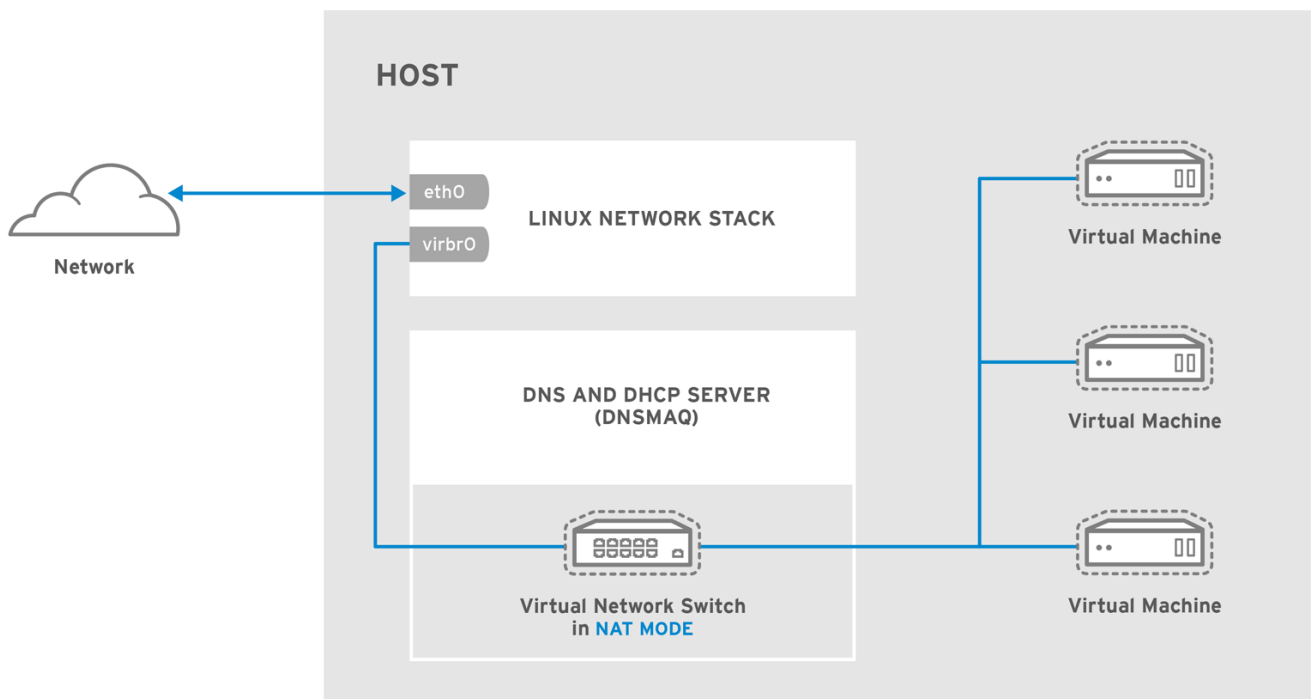 HOST
eth0
LINUX NETWORK STACK
virbr0
Network
Virtual Machine
DNS AND DHCP SERVER
(DNSMAQ)
Virtual Machine
Virtual Network Switch
in NAT MODE
Virtual Machine